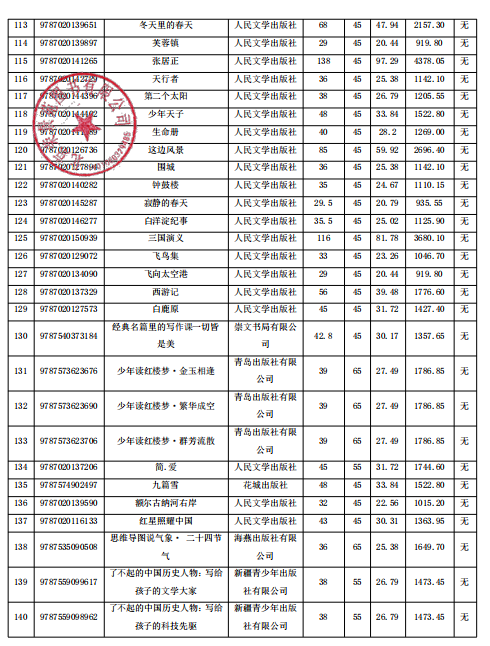 113 9787020139651 冬天里的春天 人民文学出版社 68 45 47.94 2157.30 无
114 9787020139897 芙蓉镇 人民文学出版社 29 45 20.44 919.80 无
115 9787020141265 张居正 人民文学出版社 138 45 97.29 4378.05 无
116 9787020142729 天行者 人民文学出版社 36 45 25.38 1142.10 无
117 9787020144396 第二个太阳 人民文学出版社 38 45 26.79 1205.55 无
118 少年天子 人民文学出版社 48 45 33.84 1522.80 无
119 生命册 人民文学出版社 40 45 28.2 1269.00 无
120 9787020126736 这边风景 人民文学出版社 85 45 59.92 2696.40 无
121 9787020127894 围城 人民文学出版社 36 45 25.38 1142.10 无
122 9787020140282 钟鼓楼 人民文学出版社 35 45 24.67 1110.15 无
123 9787020145287 寂静的春天 人民文学出版社 29.5 45 20.79 935.55 无
124 9787020146277 白洋淀纪事 人民文学出版社 35.5 45 25.02 1125.90 无
125 9787020150939 三国演义 人民文学出版社 116 45 81.78 3680.10 无
126 9787020129072 飞鸟集 人民文学出版社 33 45 23.26 1046.70 无
127 9787020134090 飞向太空港 人民文学出版社 29 45 20.44 919.80 无
128 9787020137329 西游记 人民文学出版社 56 45 39.48 1776.60 无
129 9787020127573 白鹿原 人民文学出版社 45 45 31.72 1427.40 无
经典名篇里的写作课一切皆 崇文书局有限公
130 9787540373184 42.8 45 30.17 1357.65 无
是美 司
青岛出版社有限
131 9787573623676 少年读红楼梦·金玉相逢 39 65 27.49 1786.85 无
公司
青岛出版社有限
132 9787573623690 少年读红楼梦·繁华成空 39 65 27.49 1786.85 无
公司
青岛出版社有限
133 9787573623706 少年读红楼梦·群芳流散 39 65 27.49 1786.85 无
公司
134 9787020137206 简.爱 人民文学出版社 45 55 31.72 1744.60 无
135 9787574902497 九篇雪 花城出版社 48 45 33.84 1522.80 无
136 9787020139590 额尔古纳河右岸 人民文学出版社 32 45 22.56 1015.20 无
137 9787020116133 红星照耀中国 人民文学出版社 43 45 30.31 1363.95 无
思维导图说气象· 二十四节 海燕出版社有限
138 9787535090508 36 65 25.38 1649.70 无
气 公司
了不起的中国历史人物:写给 新疆青少年出版
139 9787559099617 38 55 26.79 1473.45 无
孩子的文学大家 社有限公司
了不起的中国历史人物:写给 新疆青少年出版
140 9787559098962 38 55 26.79 1473.45 无
孩子的科技先驱 社有限公司